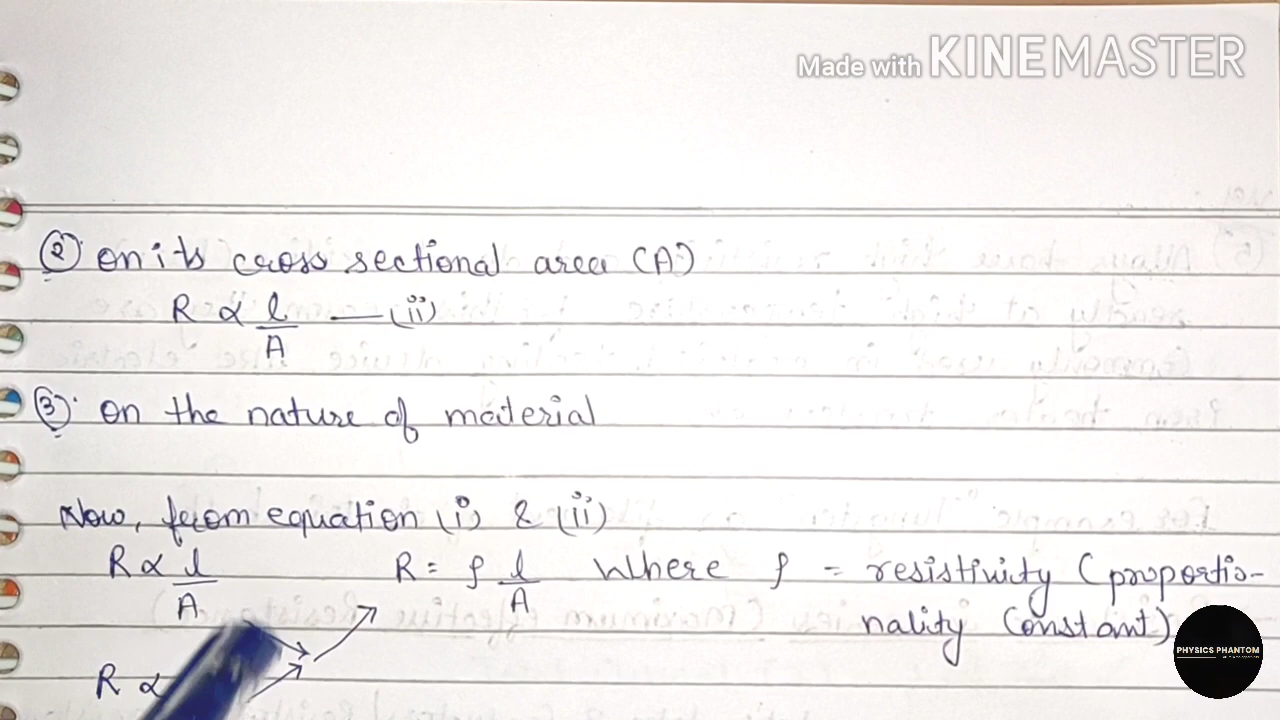 Made with KINEMASTER
② on its cross sectional area (A)
R ∝ l/A —(ii)
③ on the nature of material
Now, from equation (i) & (ii)
R ∝ l/A R = ρ l/A Where ρ = resistivity (proportio-
nality Constant)
R ∝
PHYSICS PHANTOM